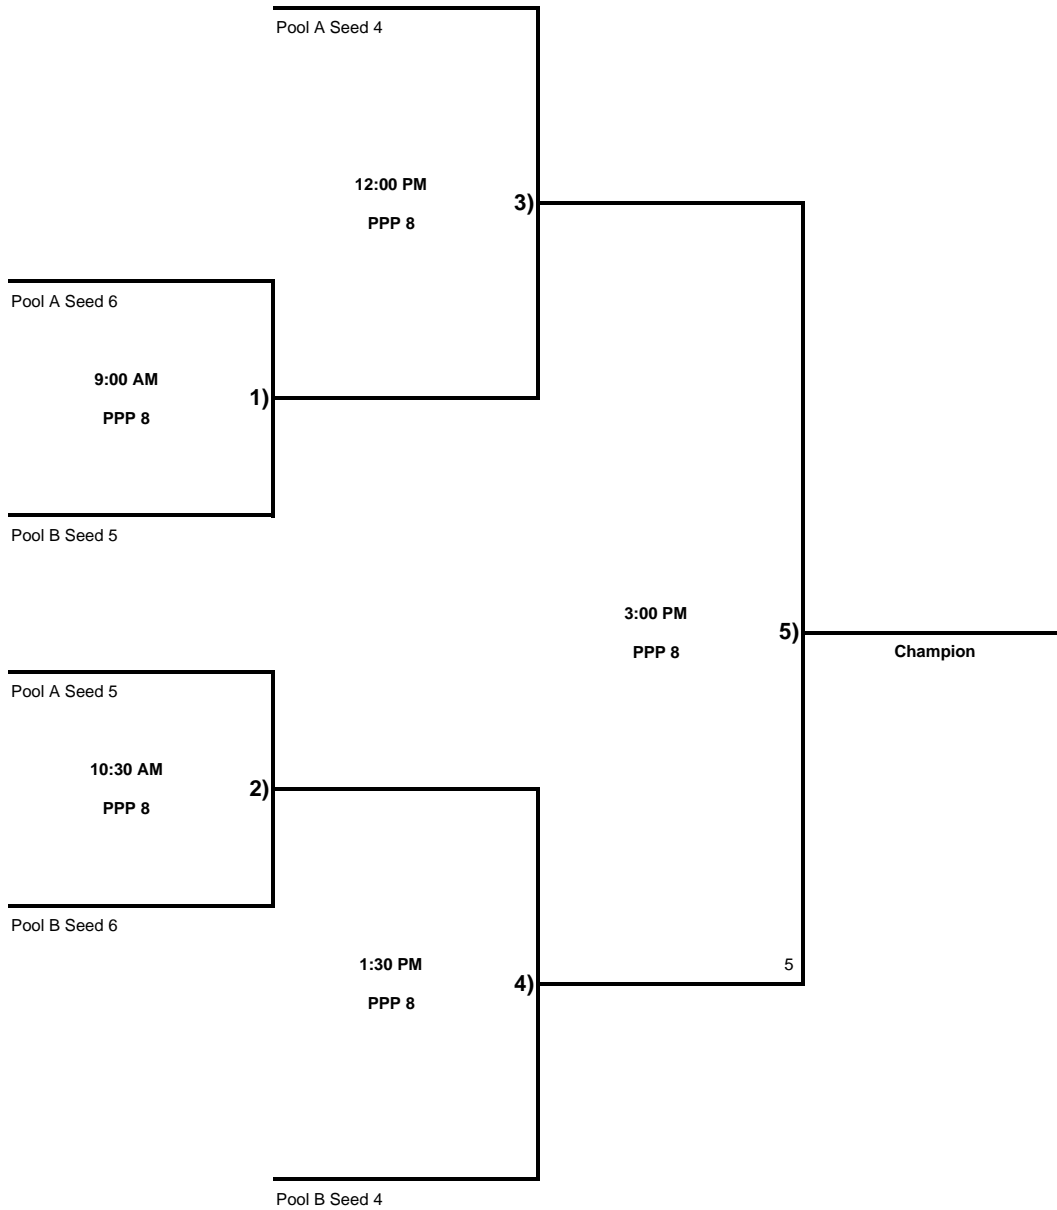 Pool A Seed 4
12:00 PM
3)
PPP 8
Pool A Seed 6
9:00 AM
1)
PPP 8
Pool B Seed 5
3:00 PM
5)
PPP 8
Champion
Pool A Seed 5
10:30 AM
2)
PPP 8
Pool B Seed 6
1:30 PM
5
4)
PPP 8
Pool B Seed 4